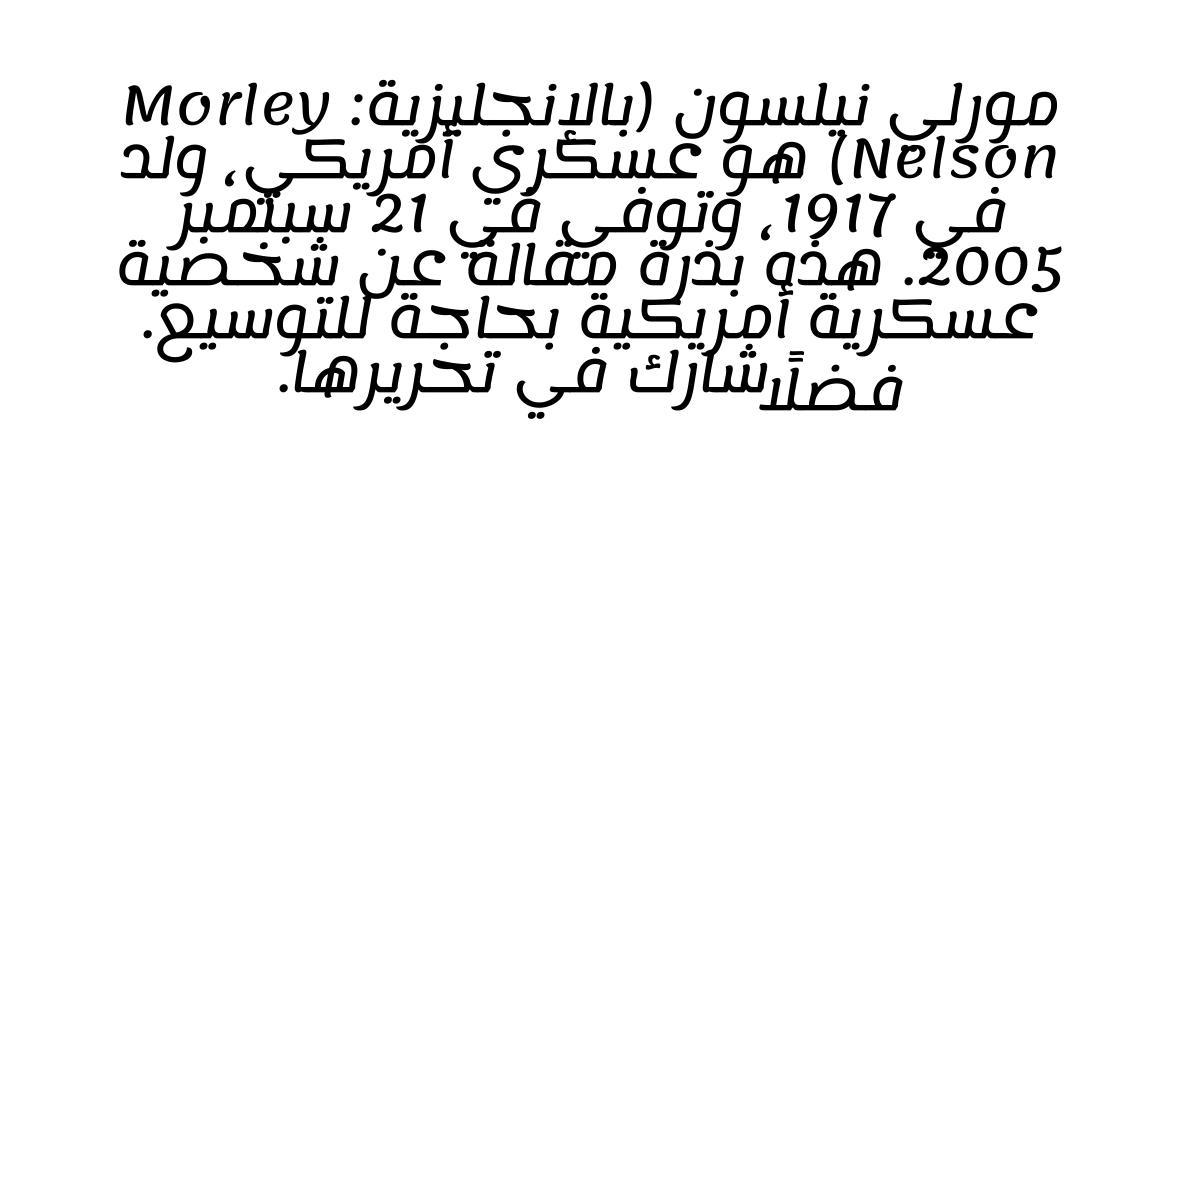 مورلي نيلسون (بالإنجليزية: Morley
Nelson) هو عسكري أمريكي، ولد
في 1917، وتوفي في 21 سبتمبر
2005. هذه بذرة مقالة عن شخصية
عسكرية أمريكية بحاجة للتوسيع.
فضلًا شارك في تحريرها.